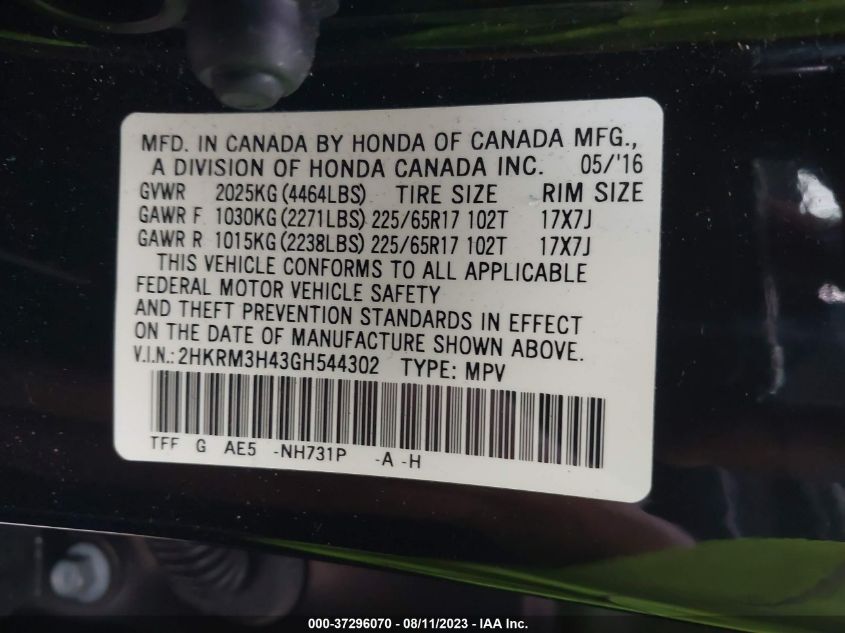 MFD. IN CANADA BY HONDA OF CANADA MFG.,
A DIVISION OF HONDA CANADA INC. 05/'16
GVWR 2025KG (4464LBS) TIRE SIZE RIM SIZE
GAWR F 1030KG (2271LBS) 225/65R17 102T 17X7J
GAWR R 1015KG (2238LBS) 225/65R17 102T 17X7J
THIS VEHICLE CONFORMS TO ALL APPLICABLE
FEDERAL MOTOR VEHICLE SAFETY
AND THEFT PREVENTION STANDARDS IN EFFECT
ON THE DATE OF MANUFACTURE SHOWN ABOVE.
V.I.N.: 2HKRM3H43GH544302 TYPE: MPV
TFF G AE5 -NH731P -A -H
000-37296070 - 08/11/2023 - IAA Inc.